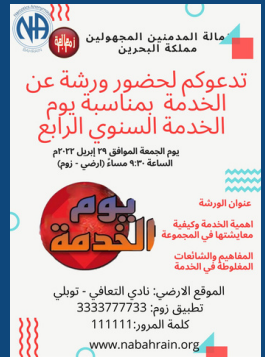 NA
زمالة المدمنين المجهولين
مملكة البحرين
تدعوكم لحضور ورشة عن
الخدمة بمناسبة يوم
الخدمة السنوي الرابع
يوم الجمعة الموافق ٢٩ إبريل ٢٠٢٢م
الساعة ٩:٣٠ مساءً (ارضي - زوم)
عنوان الورشة
اهمية الخدمة وكيفية
معايشتها في المجموعة
المفاهيم والشائعات
المغلوطة في الخدمة
يوم
الخدمة
الموقع الارضي: نادي التعافي - توبلي
تطبيق زوم: 3333777733
كلمة المرور: 111111
www.nabahrain.org